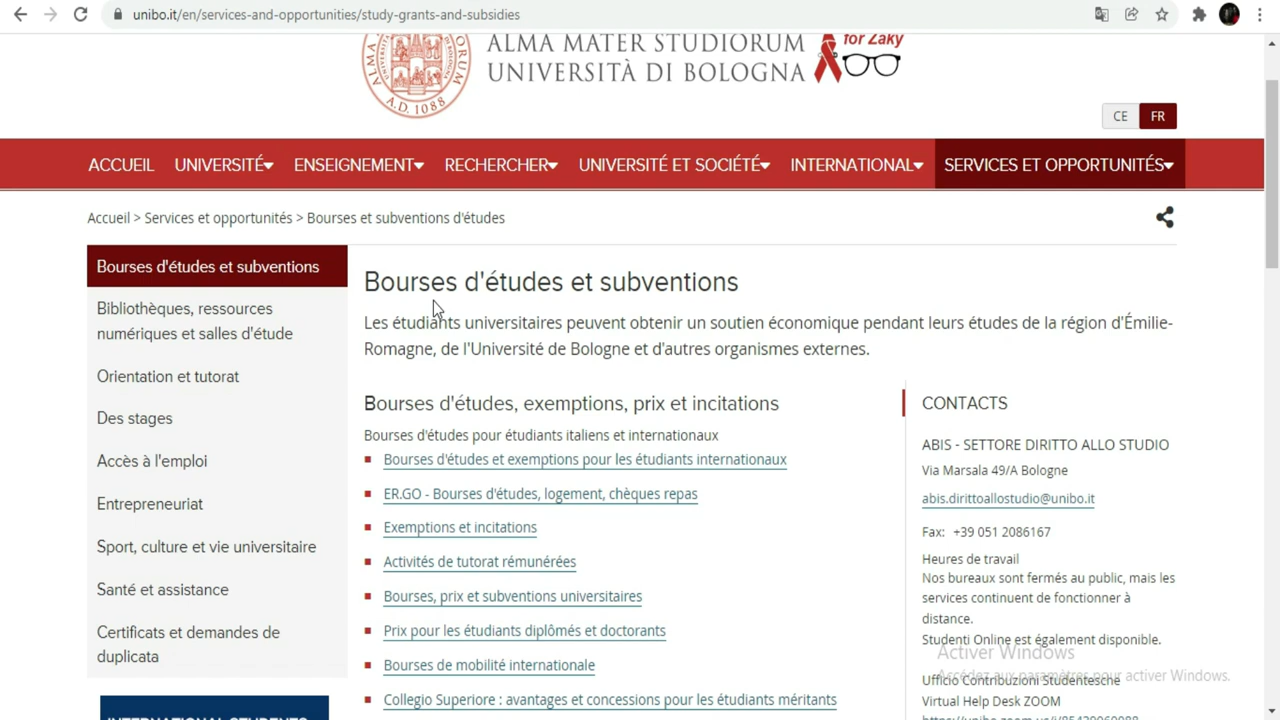 unibo.it/en/services-and-opportunities/study-grants-and-subsidies
ALMA MATER STUDIORUM
UNIVERSITÀ DI BOLOGNA
for Zaky
A.D. 1088
CE
FR
ACCUEIL
UNIVERSITÉ
ENSEIGNEMENT
RECHERCHER
UNIVERSITÉ ET SOCIÉTÉ
INTERNATIONAL
SERVICES ET OPPORTUNITÉS
Accueil > Services et opportunités > Bourses et subventions d'études
Bourses d'études et subventions
Bibliothèques, ressources
numériques et salles d'étude
Orientation et tutorat
Des stages
Accès à l'emploi
Entrepreneuriat
Sport, culture et vie universitaire
Santé et assistance
Certificats et demandes de
duplicata
INTERNATIONAL STUDENTS
Bourses d'études et subventions
Les étudiants universitaires peuvent obtenir un soutien économique pendant leurs études de la région d'Émilie-
Romagne, de l'Université de Bologne et d'autres organismes externes.
Bourses d'études, exemptions, prix et incitations
Bourses d'études pour étudiants italiens et internationaux
Bourses d'études et exemptions pour les étudiants internationaux
ER.GO - Bourses d'études, logement, chèques repas
Exemptions et incitations
Activités de tutorat rémunérées
Bourses, prix et subventions universitaires
Prix pour les étudiants diplômés et doctorants
Bourses de mobilité internationale
Collegio Superiore : avantages et concessions pour les étudiants méritants
CONTACTS
ABIS - SETTORE DIRITTO ALLO STUDIO
Via Marsala 49/A Bologne
abis.dirittoallostudio@unibo.it
Fax: +39 051 2086167
Heures de travail
Nos bureaux sont fermés au public, mais les
services continuent de fonctionner à
distance.
Studenti Online est également disponible.
Activer Windows
Accédez aux paramètres pour activer Windows.
Ufficio Contribuzioni Studentesche
Virtual Help Desk ZOOM